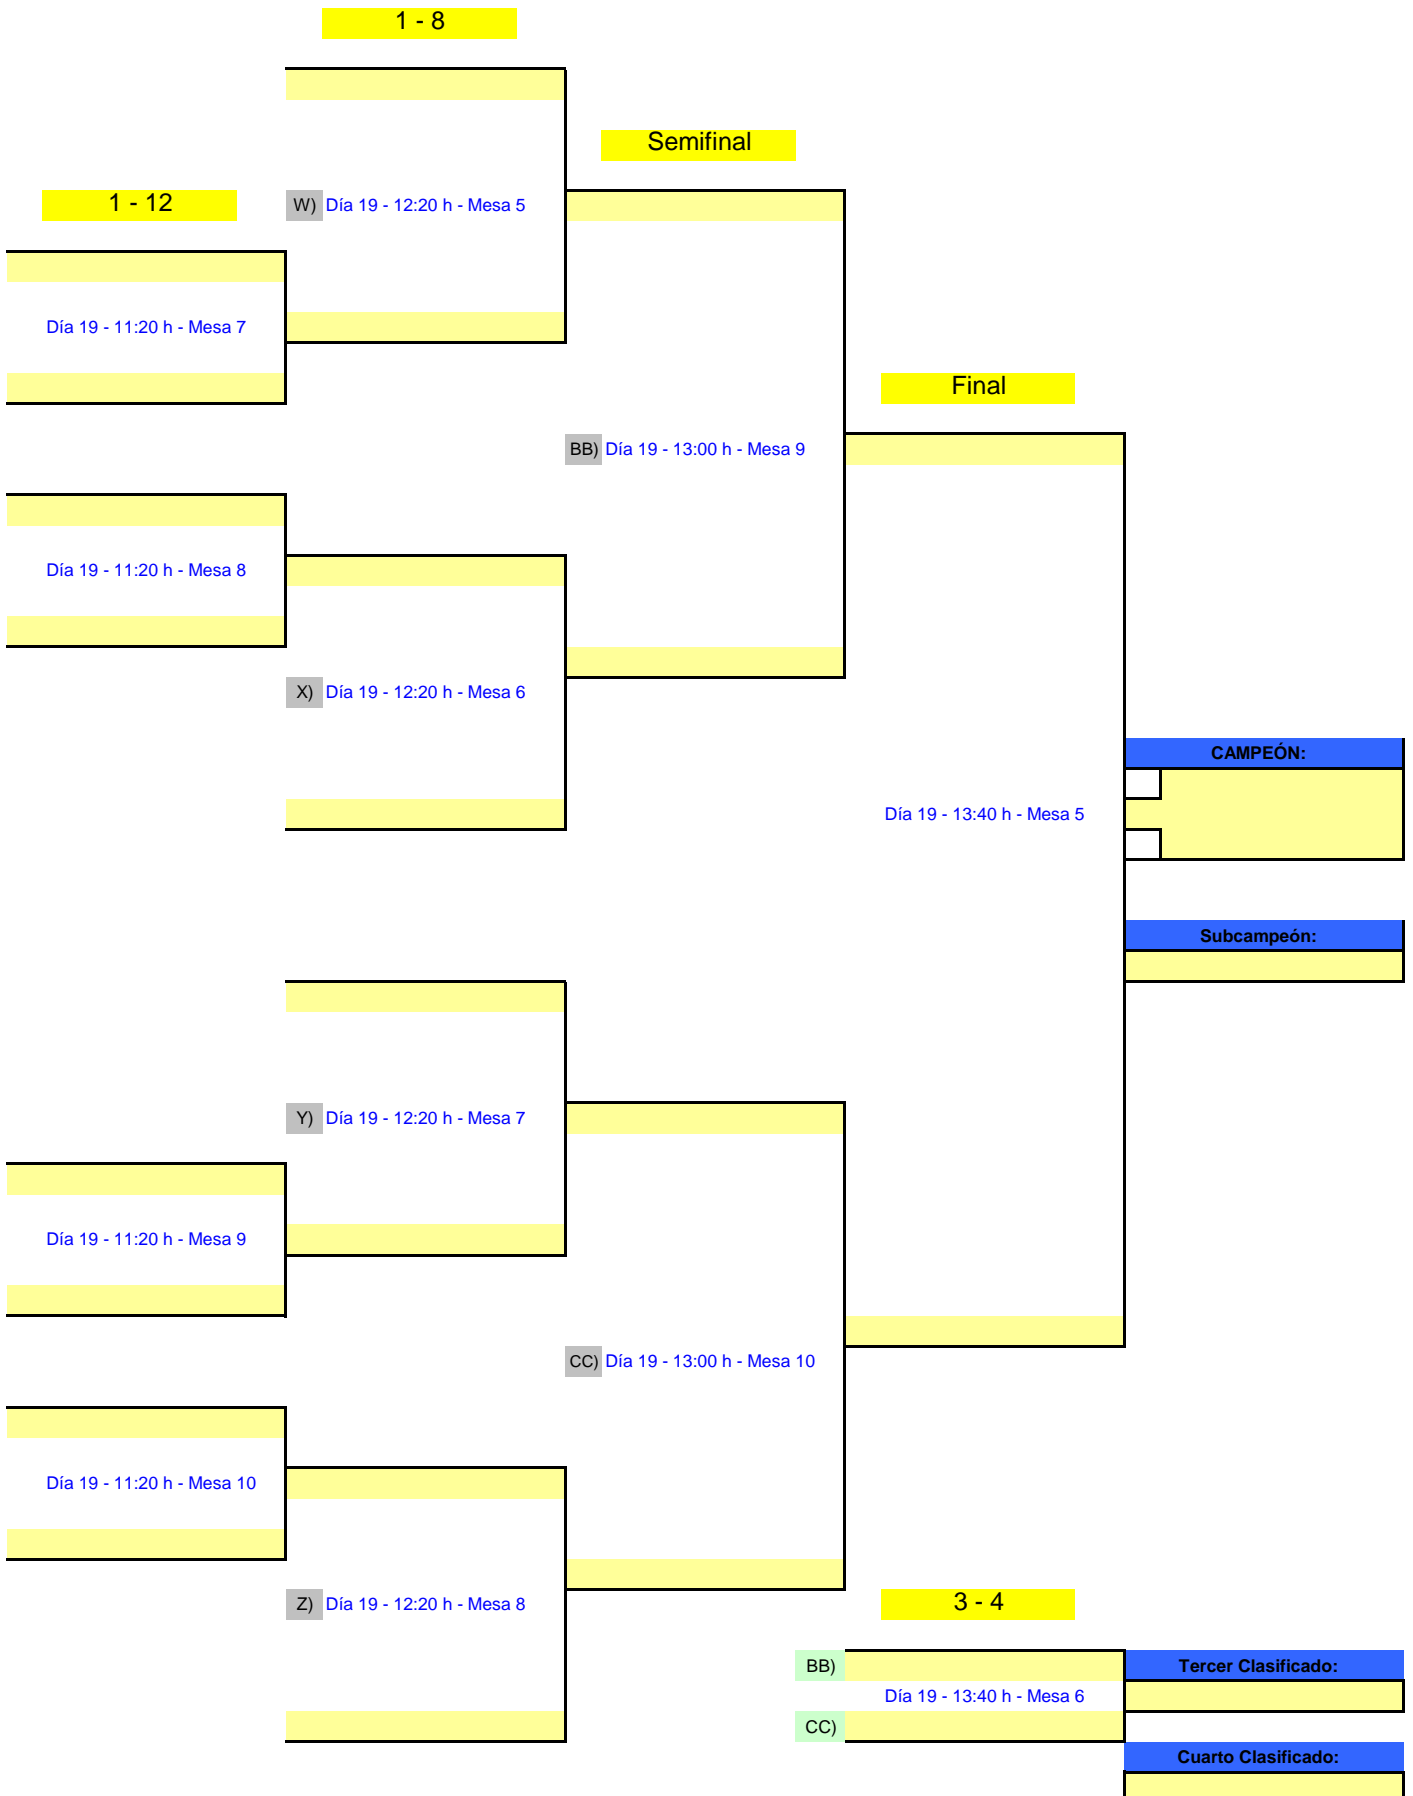 1 - 8
Semifinal
1 - 12
W) Día 19 - 12:20 h - Mesa 5
Día 19 - 11:20 h - Mesa 7
Final
BB) Día 19 - 13:00 h - Mesa 9
Día 19 - 11:20 h - Mesa 8
X) Día 19 - 12:20 h - Mesa 6
CAMPEÓN:
Día 19 - 13:40 h - Mesa 5
Subcampeón:
Y) Día 19 - 12:20 h - Mesa 7
Día 19 - 11:20 h - Mesa 9
CC) Día 19 - 13:00 h - Mesa 10
Día 19 - 11:20 h - Mesa 10
Z) Día 19 - 12:20 h - Mesa 8
3 - 4
BB)
Tercer Clasificado:
Día 19 - 13:40 h - Mesa 6
CC)
Cuarto Clasificado: